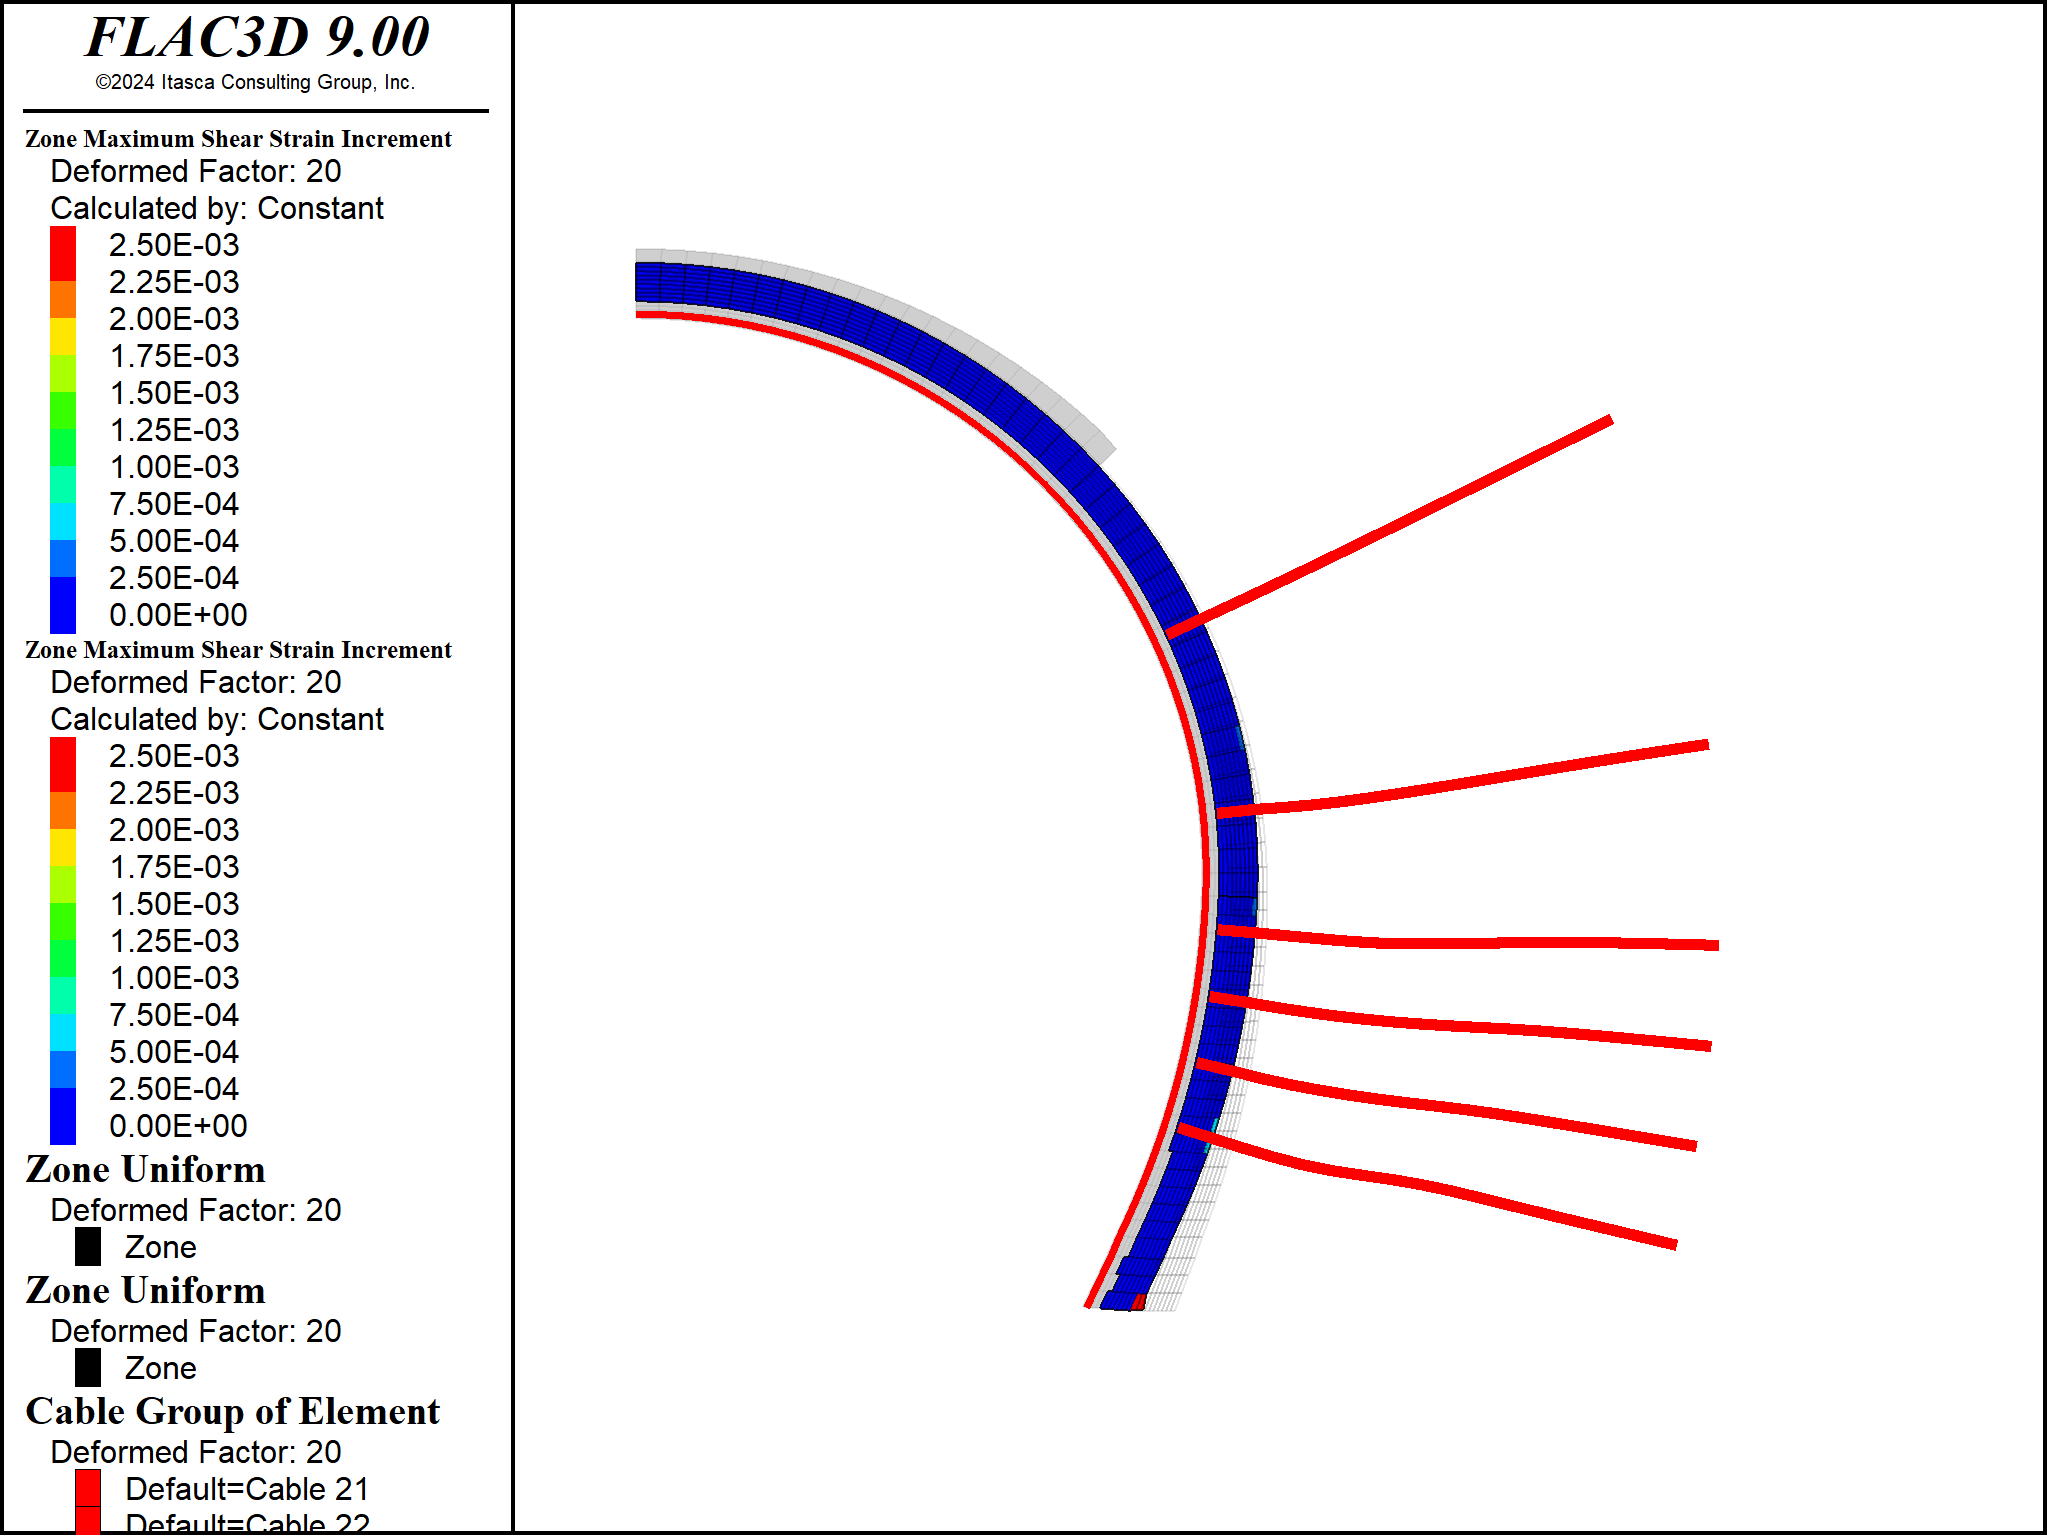 FLAC3D 9.00
©2024 Itasca Consulting Group, Inc.
Zone Maximum Shear Strain Increment
Deformed Factor: 20
Calculated by: Constant
2.50E-03
2.25E-03
2.00E-03
1.75E-03
1.50E-03
1.25E-03
1.00E-03
7.50E-04
5.00E-04
2.50E-04
0.00E+00
Zone Maximum Shear Strain Increment
Deformed Factor: 20
Calculated by: Constant
2.50E-03
2.25E-03
2.00E-03
1.75E-03
1.50E-03
1.25E-03
1.00E-03
7.50E-04
5.00E-04
2.50E-04
0.00E+00
Zone Uniform
Deformed Factor: 20
Zone
Zone Uniform
Deformed Factor: 20
Zone
Cable Group of Element
Deformed Factor: 20
Default=Cable 21
Default=Cable 22